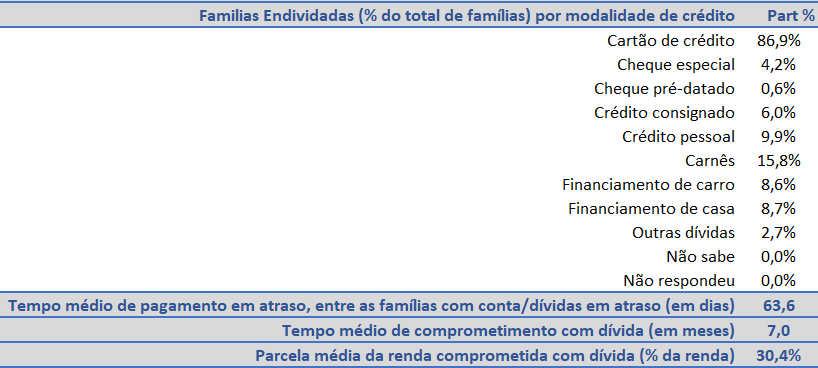 Familias Endividadas (% do total de famílias) por modalidade de crédito Part %
Cartão de crédito 86,9%
Cheque especial 4,2%
Cheque pré-datado 0,6%
Crédito consignado 6,0%
Crédito pessoal 9,9%
Carnês 15,8%
Financiamento de carro 8,6%
Financiamento de casa 8,7%
Outras dívidas 2,7%
Não sabe 0,0%
Não respondeu 0,0%
Tempo médio de pagamento em atraso, entre as famílias com conta/dívidas em atraso (em dias) 63,6
Tempo médio de comprometimento com dívida (em meses) 7,0
Parcela média da renda comprometida com dívida (% da renda) 30,4%